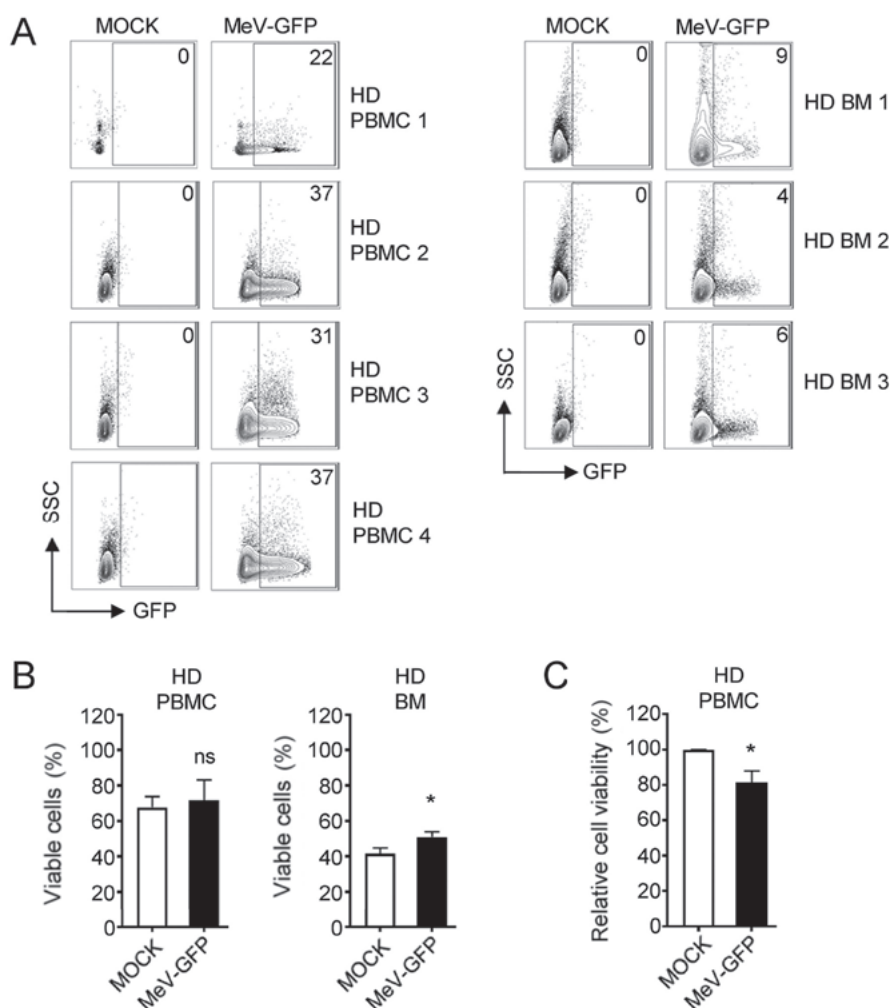 A
MOCK
MeV-GFP
0
22
HD
PBMC 1
0
37
HD
PBMC 2
0
31
HD
PBMC 3
37
HD
PBMC 4
SSC
GFP
MOCK
MeV-GFP
0
9
HD BM 1
0
4
HD BM 2
0
6
HD BM 3
SSC
GFP
B
HD
PBMC
Viable cells (%)
120
100
80
60
40
20
0
ns
MOCK
MeV-GFP
HD
BM
Viable cells (%)
120
100
80
60
40
20
0
*
MOCK
MeV-GFP
C
HD
PBMC
Relative cell viability (%)
120
100
80
60
40
20
0
*
MOCK
MeV-GFP